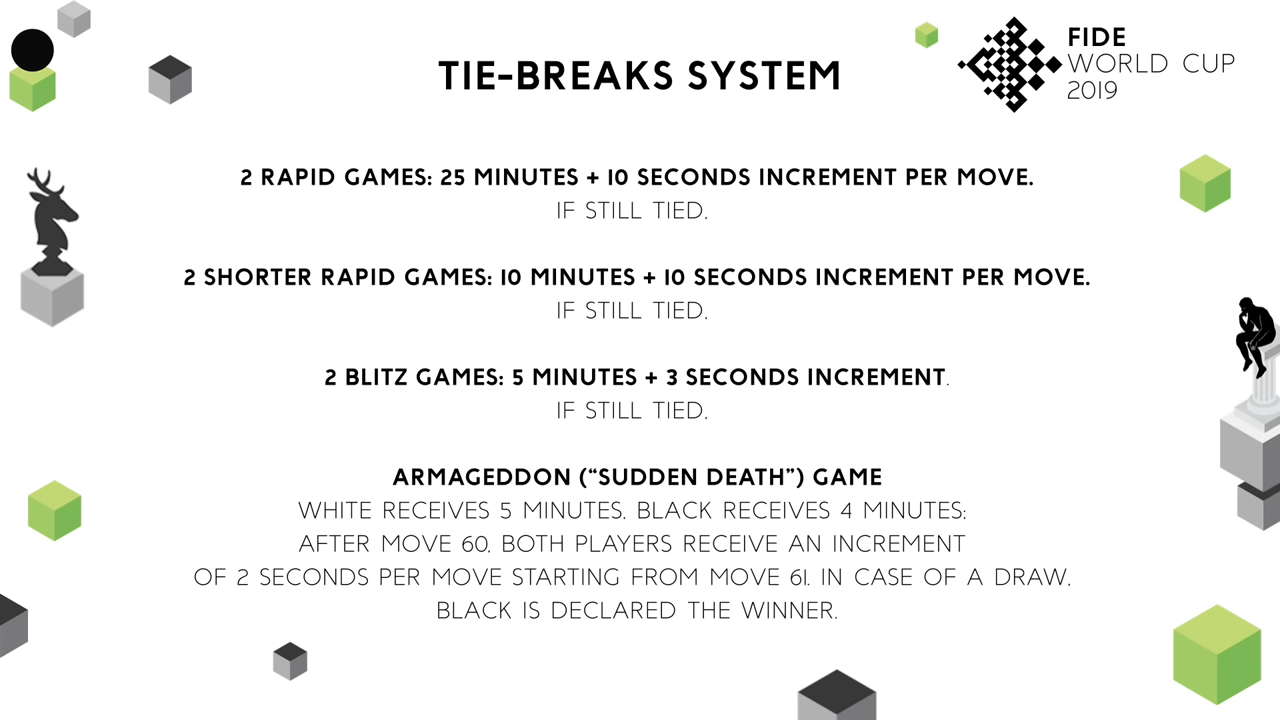 TIE-BREAKS SYSTEM
FIDE
WORLD CUP
2019
2 RAPID GAMES: 25 MINUTES + 10 SECONDS INCREMENT PER MOVE.
IF STILL TIED,
2 SHORTER RAPID GAMES: 10 MINUTES + 10 SECONDS INCREMENT PER MOVE.
IF STILL TIED,
2 BLITZ GAMES: 5 MINUTES + 3 SECONDS INCREMENT.
IF STILL TIED,
ARMAGEDDON (“SUDDEN DEATH”) GAME
WHITE RECEIVES 5 MINUTES, BLACK RECEIVES 4 MINUTES;
AFTER MOVE 60, BOTH PLAYERS RECEIVE AN INCREMENT
OF 2 SECONDS PER MOVE STARTING FROM MOVE 61. IN CASE OF A DRAW,
BLACK IS DECLARED THE WINNER.